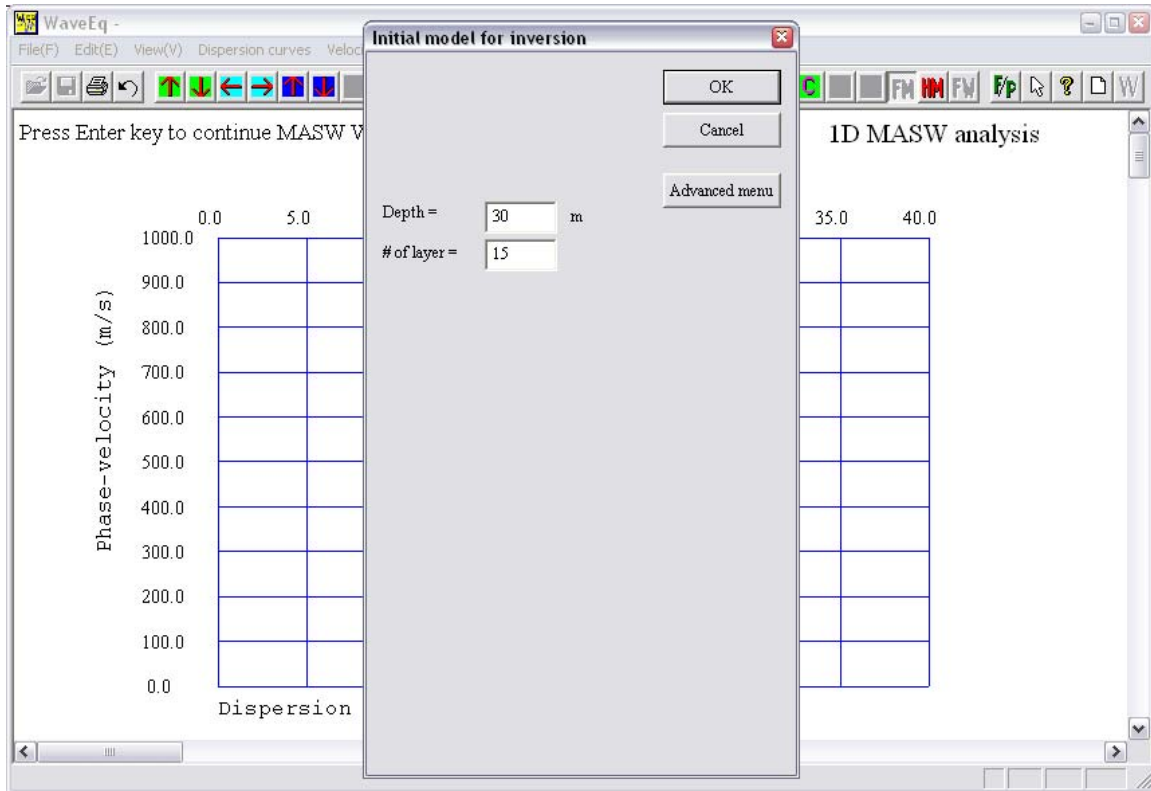 WaveEq -
File(F) Edit(E) View(V) Dispersion curves Veloc
FM HM FW F/p ? W
C
Press Enter key to continue MASW V
1D MASW analysis
Initial model for inversion
OK
Cancel
Advanced menu
Depth = 30 m
# of layer = 15
0.0 5.0 35.0 40.0
1000.0
900.0
800.0
700.0
600.0
500.0
400.0
300.0
200.0
100.0
0.0
Phase-velocity (m/s)
Dispersion